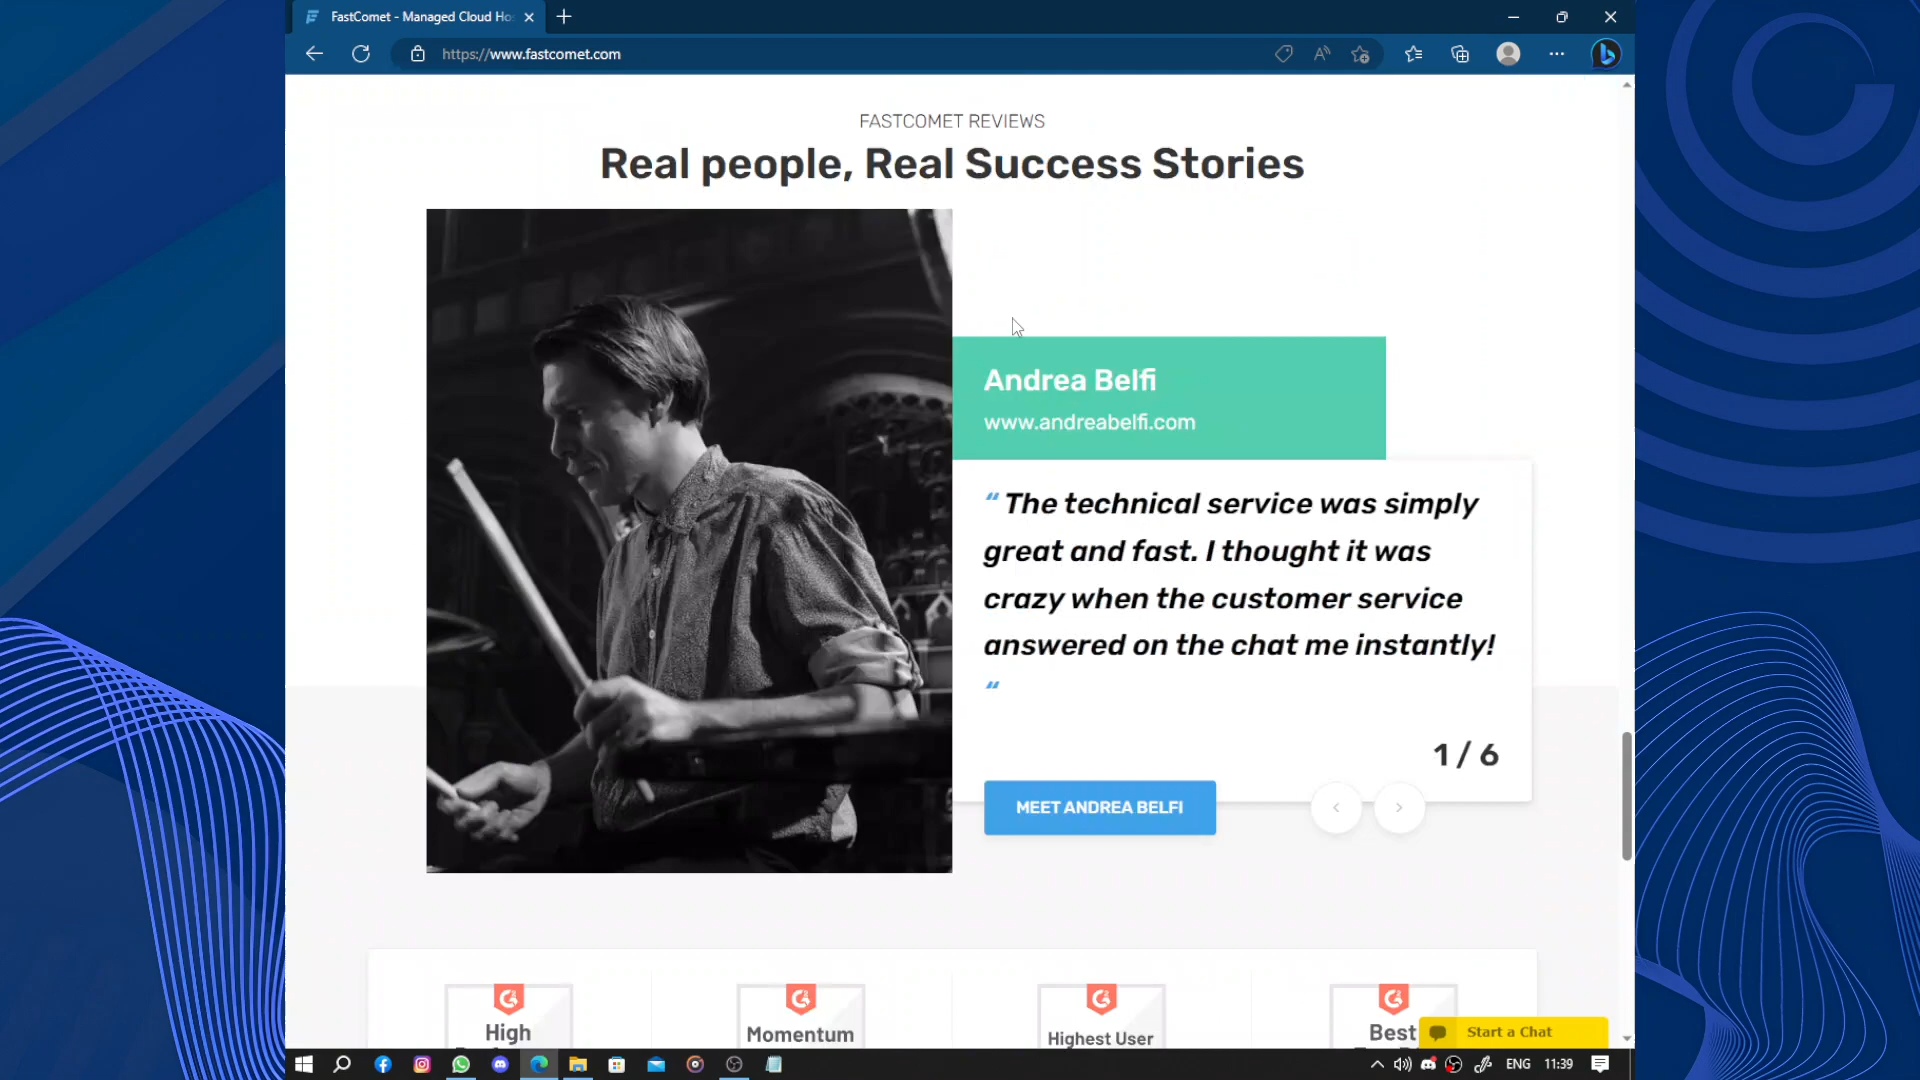 FastComet - Managed Cloud Ho
https://www.fastcomet.com
FASTCOMET REVIEWS
Real people, Real Success Stories
Andrea Belfi
www.andreabelfi.com
“ The technical service was simply
great and fast. I thought it was
crazy when the customer service
answered on the chat me instantly!
“
1 / 6
MEET ANDREA BELFI
High
Momentum
Highest User
Best
Start a Chat
ENG 11:39